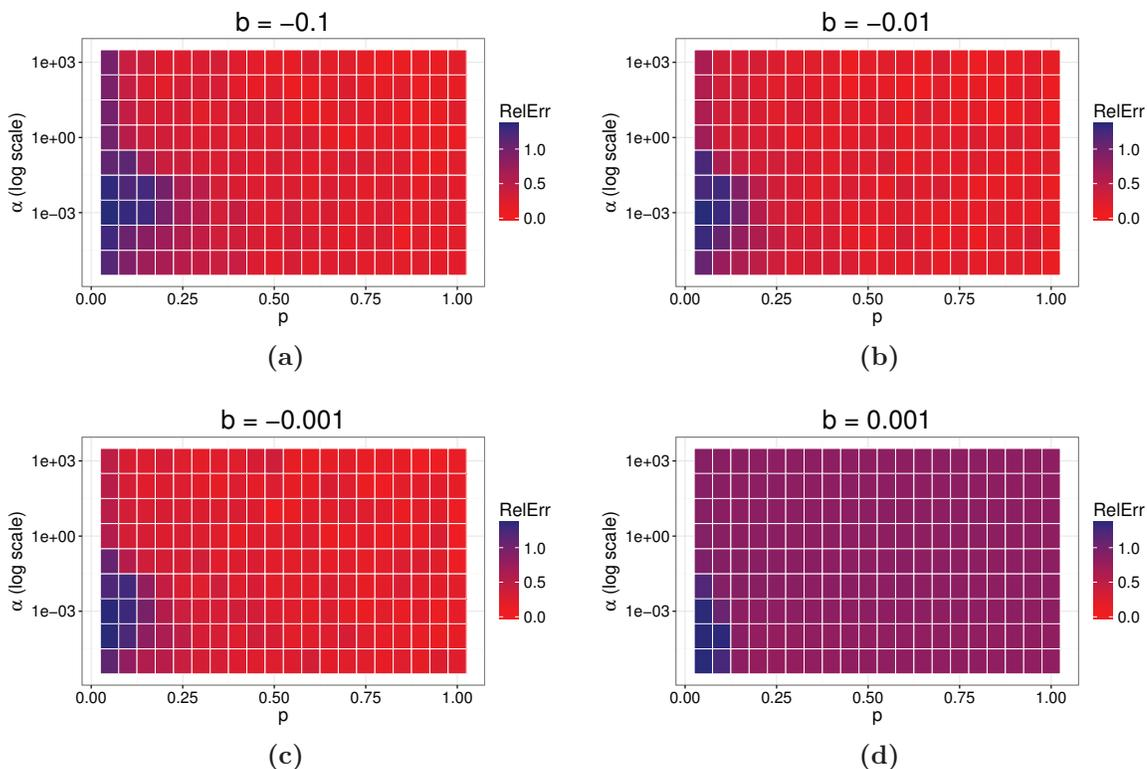 b = −0.1
1e+03
1e+00
1e−03
α (log scale)
0.00 0.25 0.50 0.75 1.00
p
RelErr
1.0
0.5
0.0
(a)
b = −0.01
1e+03
1e+00
1e−03
α (log scale)
0.00 0.25 0.50 0.75 1.00
p
RelErr
1.0
0.5
0.0
(b)
b = −0.001
1e+03
1e+00
1e−03
α (log scale)
0.00 0.25 0.50 0.75 1.00
p
RelErr
1.0
0.5
0.0
(c)
b = 0.001
1e+03
1e+00
1e−03
α (log scale)
0.00 0.25 0.50 0.75 1.00
p
RelErr
1.0
0.5
0.0
(d)